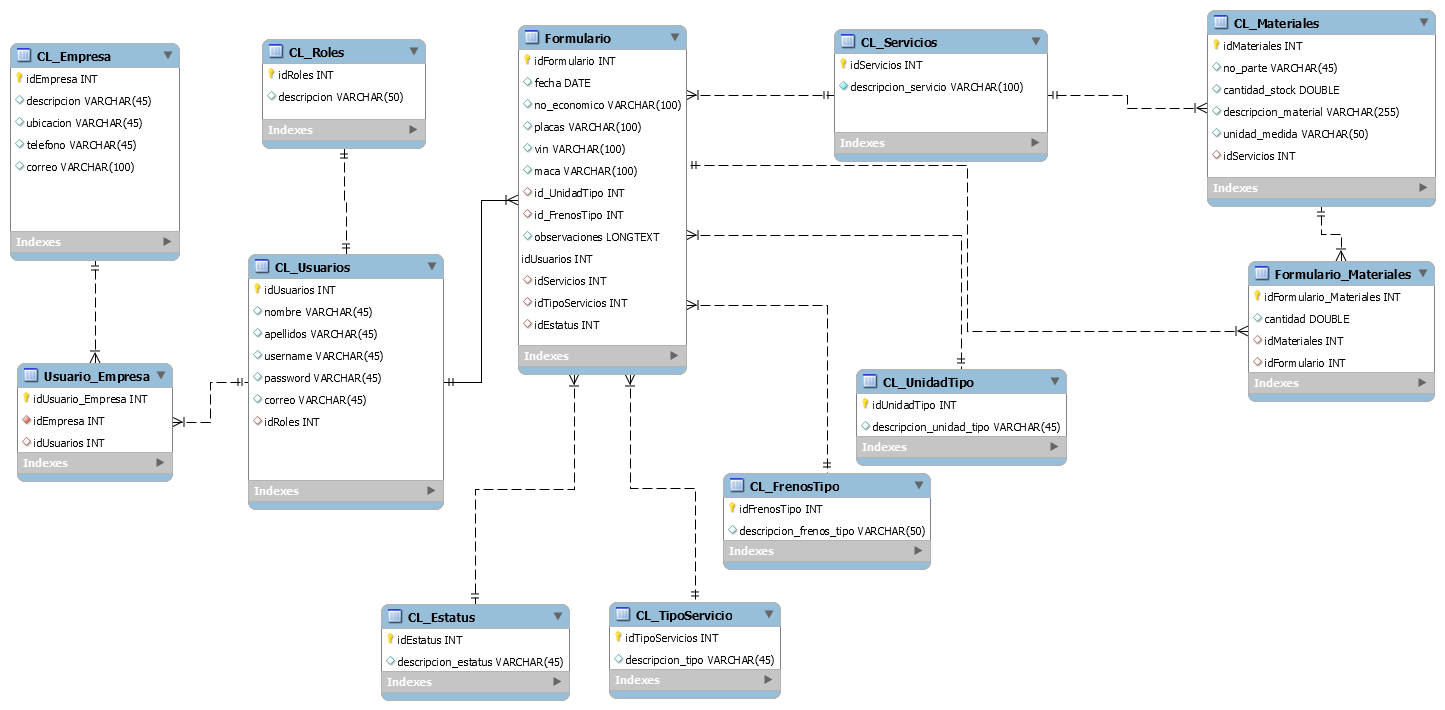 CL_Empresa
idEmpresa INT
descripcion VARCHAR(45)
ubicacion VARCHAR(45)
telefono VARCHAR(45)
correo VARCHAR(100)
Indexes
CL_Roles
idRoles INT
descripcion VARCHAR(50)
Indexes
Formulario
idFormulario INT
fecha DATE
no_economico VARCHAR(100)
placas VARCHAR(100)
vin VARCHAR(100)
maca VARCHAR(100)
id_UnidadTipo INT
id_FrenosTipo INT
observaciones LONGTEXT
idUsuarios INT
idServicios INT
idTipoServicios INT
idEstatus INT
Indexes
CL_Servicios
idServicios INT
descripcion_servicio VARCHAR(100)
Indexes
CL_Materiales
idMateriales INT
no_parte VARCHAR(45)
cantidad_stock DOUBLE
descripcion_material VARCHAR(255)
unidad_medida VARCHAR(50)
idServicios INT
Indexes
Usuario_Empresa
idUsuario_Empresa INT
idEmpresa INT
idUsuarios INT
Indexes
CL_Usuarios
idUsuarios INT
nombre VARCHAR(45)
apellidos VARCHAR(45)
username VARCHAR(45)
password VARCHAR(45)
correo VARCHAR(45)
idRoles INT
Indexes
Formulario_Materiales
idFormulario_Materiales INT
cantidad DOUBLE
idMateriales INT
idFormulario INT
Indexes
CL_UnidadTipo
idUnidadTipo INT
descripcion_unidad_tipo VARCHAR(45)
Indexes
CL_FrenosTipo
idFrenosTipo INT
descripcion_frenos_tipo VARCHAR(50)
Indexes
CL_Estatus
idEstatus INT
descripcion_estatus VARCHAR(45)
Indexes
CL_TipoServicio
idTipoServicios INT
descripcion_tipo VARCHAR(45)
Indexes